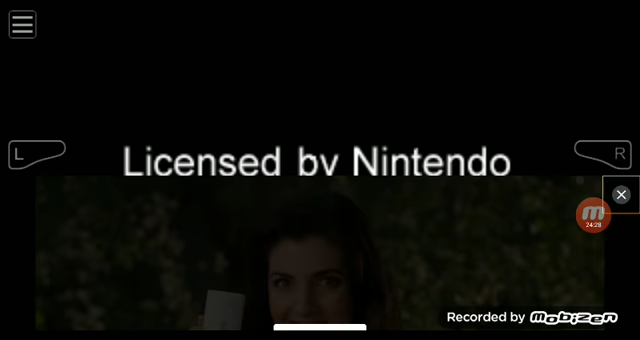 L
R
Licensed by Nintendo
24:28
Recorded by Mobizen